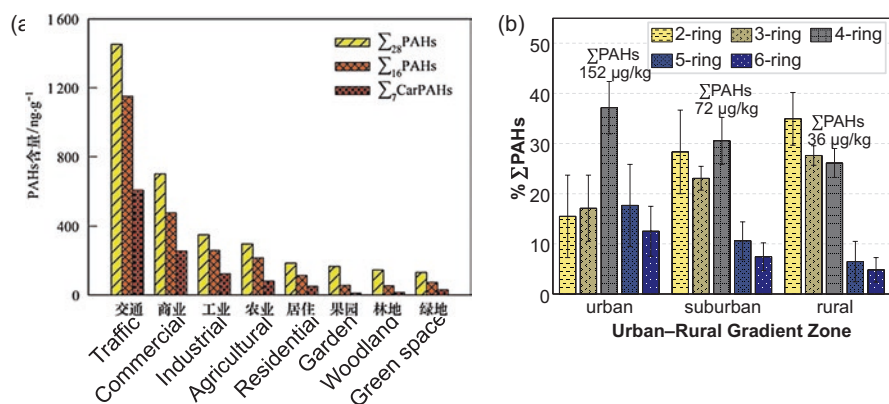 (a
1 600
1200
800
400
0
PAHs含量/ng·g⁻¹
∑₂₈PAHs
∑₁₆PAHs
∑₇CarPAHs
交通 商业 工业 农业 居住 果园 林地 绿地
Traffic
Commercial
Industrial
Agricultural
Residential
Garden
Woodland
Green space
(b)
50
40
30
20
10
0
% ∑PAHs
2-ring 3-ring 4-ring
5-ring 6-ring
∑PAHs
152 µg/kg
∑PAHs
72 µg/kg
∑PAHs
36 µg/kg
urban suburban rural
Urban–Rural Gradient Zone